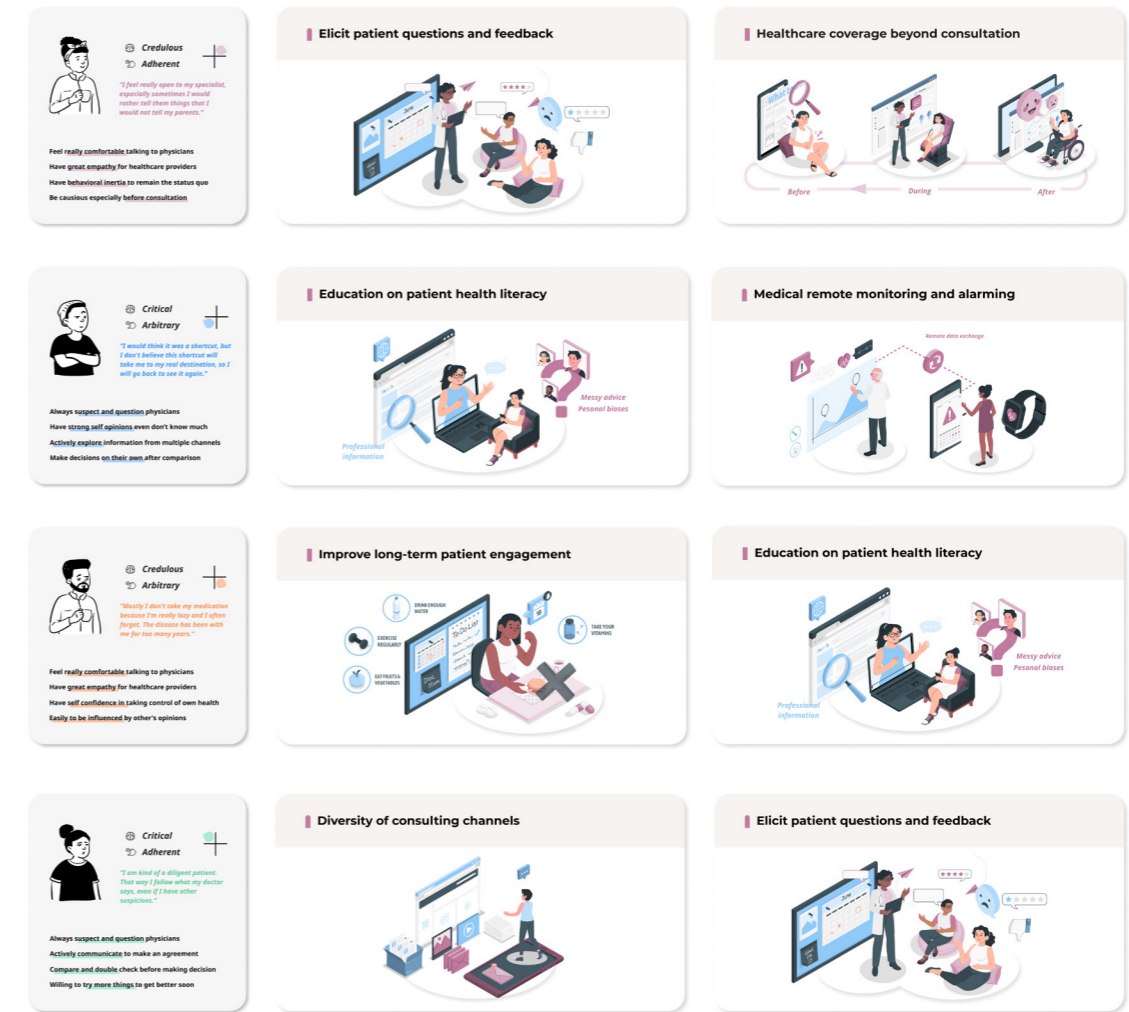 Credulous
Adherent
"I feel really open to my specialist,
especially sometimes I would
rather tell them things that I
would not tell my parents."
Feel really comfortable talking to physicians
Have great empathy for healthcare providers
Have behavioral inertia to remain the status quo
Be causious especially before consultation
Elicit patient questions and feedback
June
Healthcare coverage beyond consultation
Before
During
After
Critical
Arbitrary
"I would think it was a shortcut, but
I don't believe this shortcut will
take me to my real destination, so I
will go back to see it again."
Always suspect and question physicians
Have strong self opinions even don't know much
Actively explore information from multiple channels
Make decisions on their own after comparison
Education on patient health literacy
Messy advice
Pesonal biases
Professional
information
Medical remote monitoring and alarming
Remote data exchange
Credulous
Arbitrary
"Mostly I don't take my medication
because I'm really lazy and I often
forget. The disease has been with
me for too many years."
Feel really comfortable talking to physicians
Have great empathy for healthcare providers
Have self confidence in taking control of own health
Easily to be influenced by other's opinions
Improve long-term patient engagement
DRINK ENOUGH
WATER
EXERCISE
REGULARLY
EAT FRUITS &
VEGETABLES
To Do List
TAKE YOUR
VITAMINS
Education on patient health literacy
Messy advice
Pesonal biases
Professional
information
Critical
Adherent
"I am kind of a diligent patient.
That way I follow what my doctor
says, even if I have other
suspicions."
Always suspect and question physicians
Actively communicate to make an agreement
Compare and double check before making decision
Willing to try more things to get better soon
Diversity of consulting channels
Elicit patient questions and feedback
June